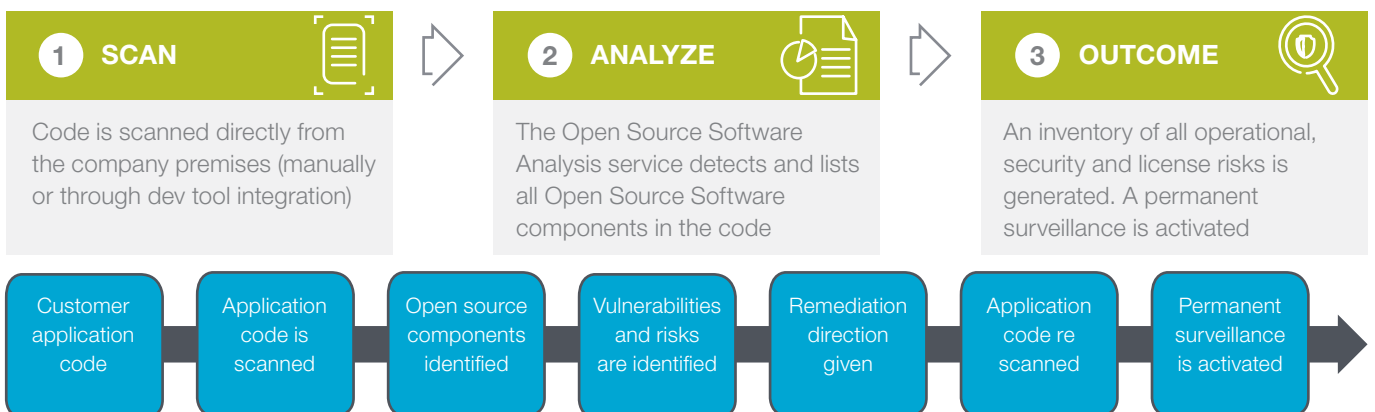 1 SCAN
Code is scanned directly from
the company premises (manually
or through dev tool integration)
2 ANALYZE
The Open Source Software
Analysis service detects and lists
all Open Source Software
components in the code
3 OUTCOME
An inventory of all operational,
security and license risks is
generated. A permanent
surveillance is activated
Customer
application
code
Application
code is
scanned
Open source
components
identified
Vulnerabilities
and risks
are identified
Remediation
direction
given
Application
code re
scanned
Permanent
surveillance
is activated